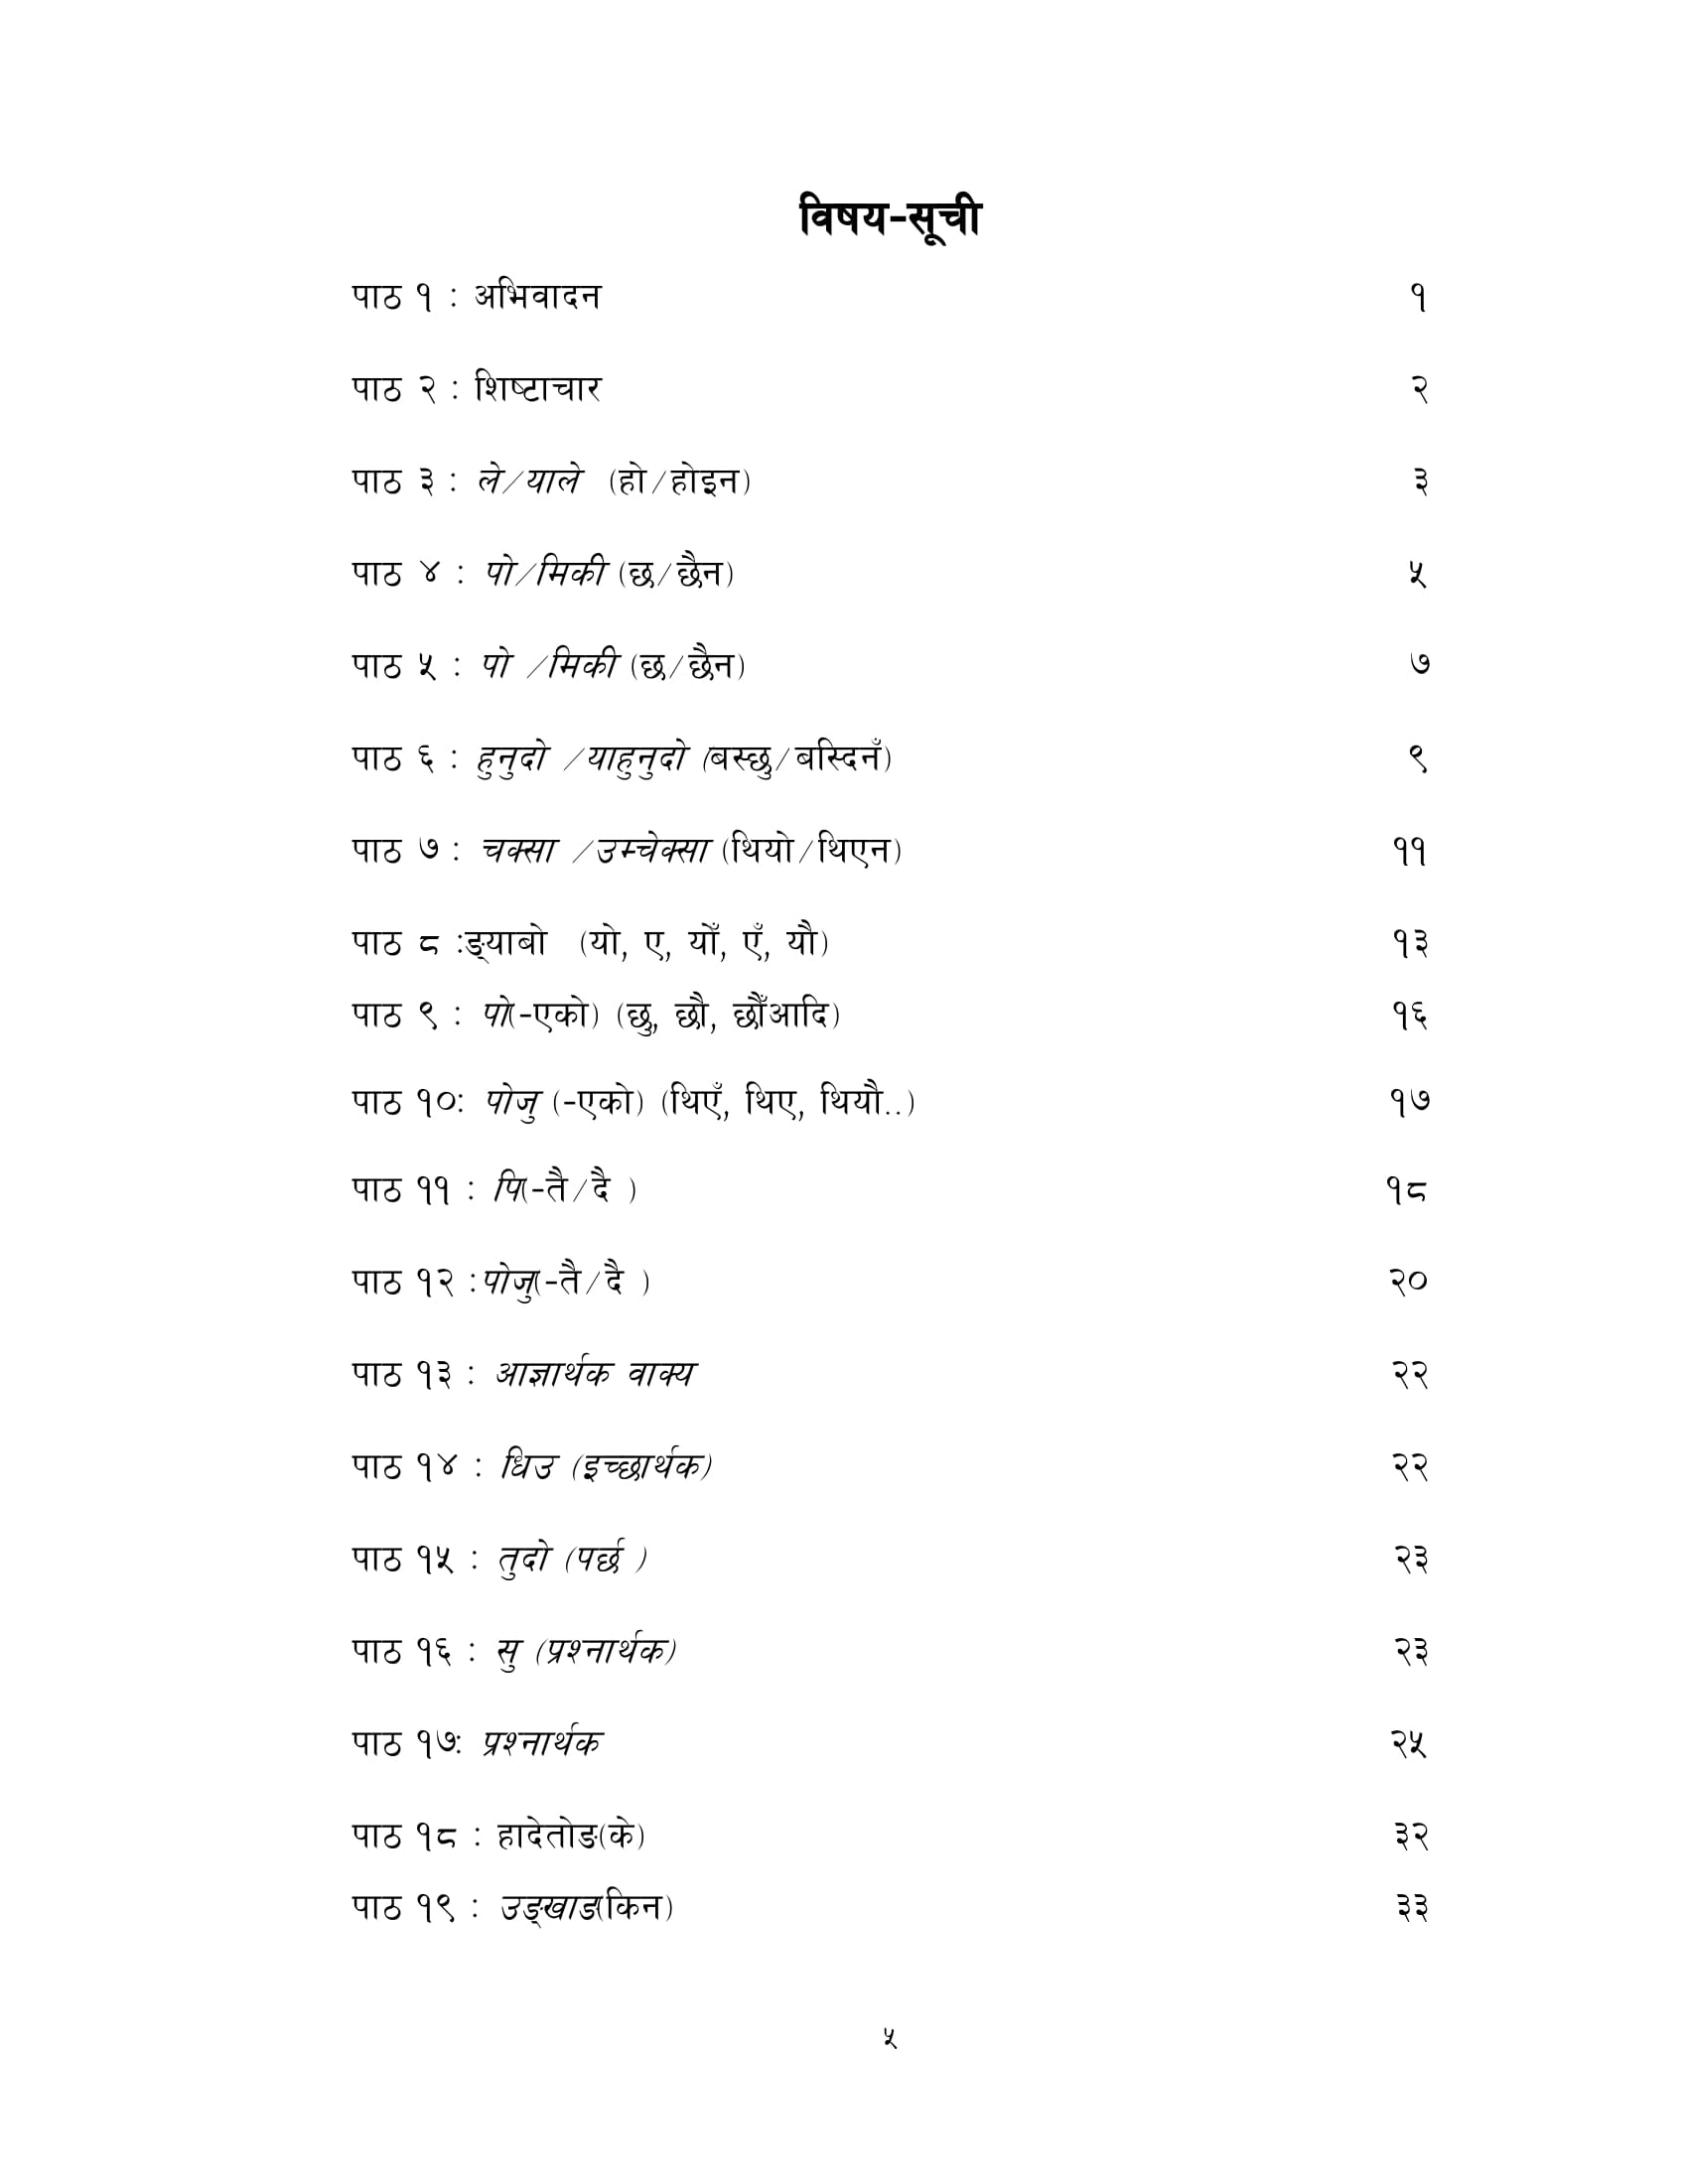 विषय-सूची
पाठ १ : अभिवादन १
पाठ २ : शिष्टाचार २
पाठ ३ : ले/याले (हो/होइन) ३
पाठ ४ : पो/मिकी (छ/छैन) ५
पाठ ५ : पो /मिकी (छ/छैन) ७
पाठ ६ : हुनुदो /याहुनुदो (बस्छु/बस्दिनँ) ९
पाठ ७ : चक्सा /उम्चेक्सा (थियो/थिएन) ११
पाठ ८ :ङ्याबो (यो, ए, योँ, एँ, यौ) १३
पाठ ९ : पो(-एको) (छु, छौ, छौँआदि) १६
पाठ १०: पोजु (-एको) (थिएँ, थिए, थियौ..) १७
पाठ ११ : पि(-तै/दै ) १८
पाठ १२ :पोजु(-तै/दै ) २०
पाठ १३ : आज्ञार्थक वाक्य २२
पाठ १४ : धिउ (इच्छार्थक) २२
पाठ १५ : तुदो (पर्छ ) २३
पाठ १६ : सु (प्रश्नार्थक) २३
पाठ १७: प्रश्नार्थक २५
पाठ १८ : हादेतोङ(के) ३२
पाठ १९ : उङ्खाङ(किन) ३३
५